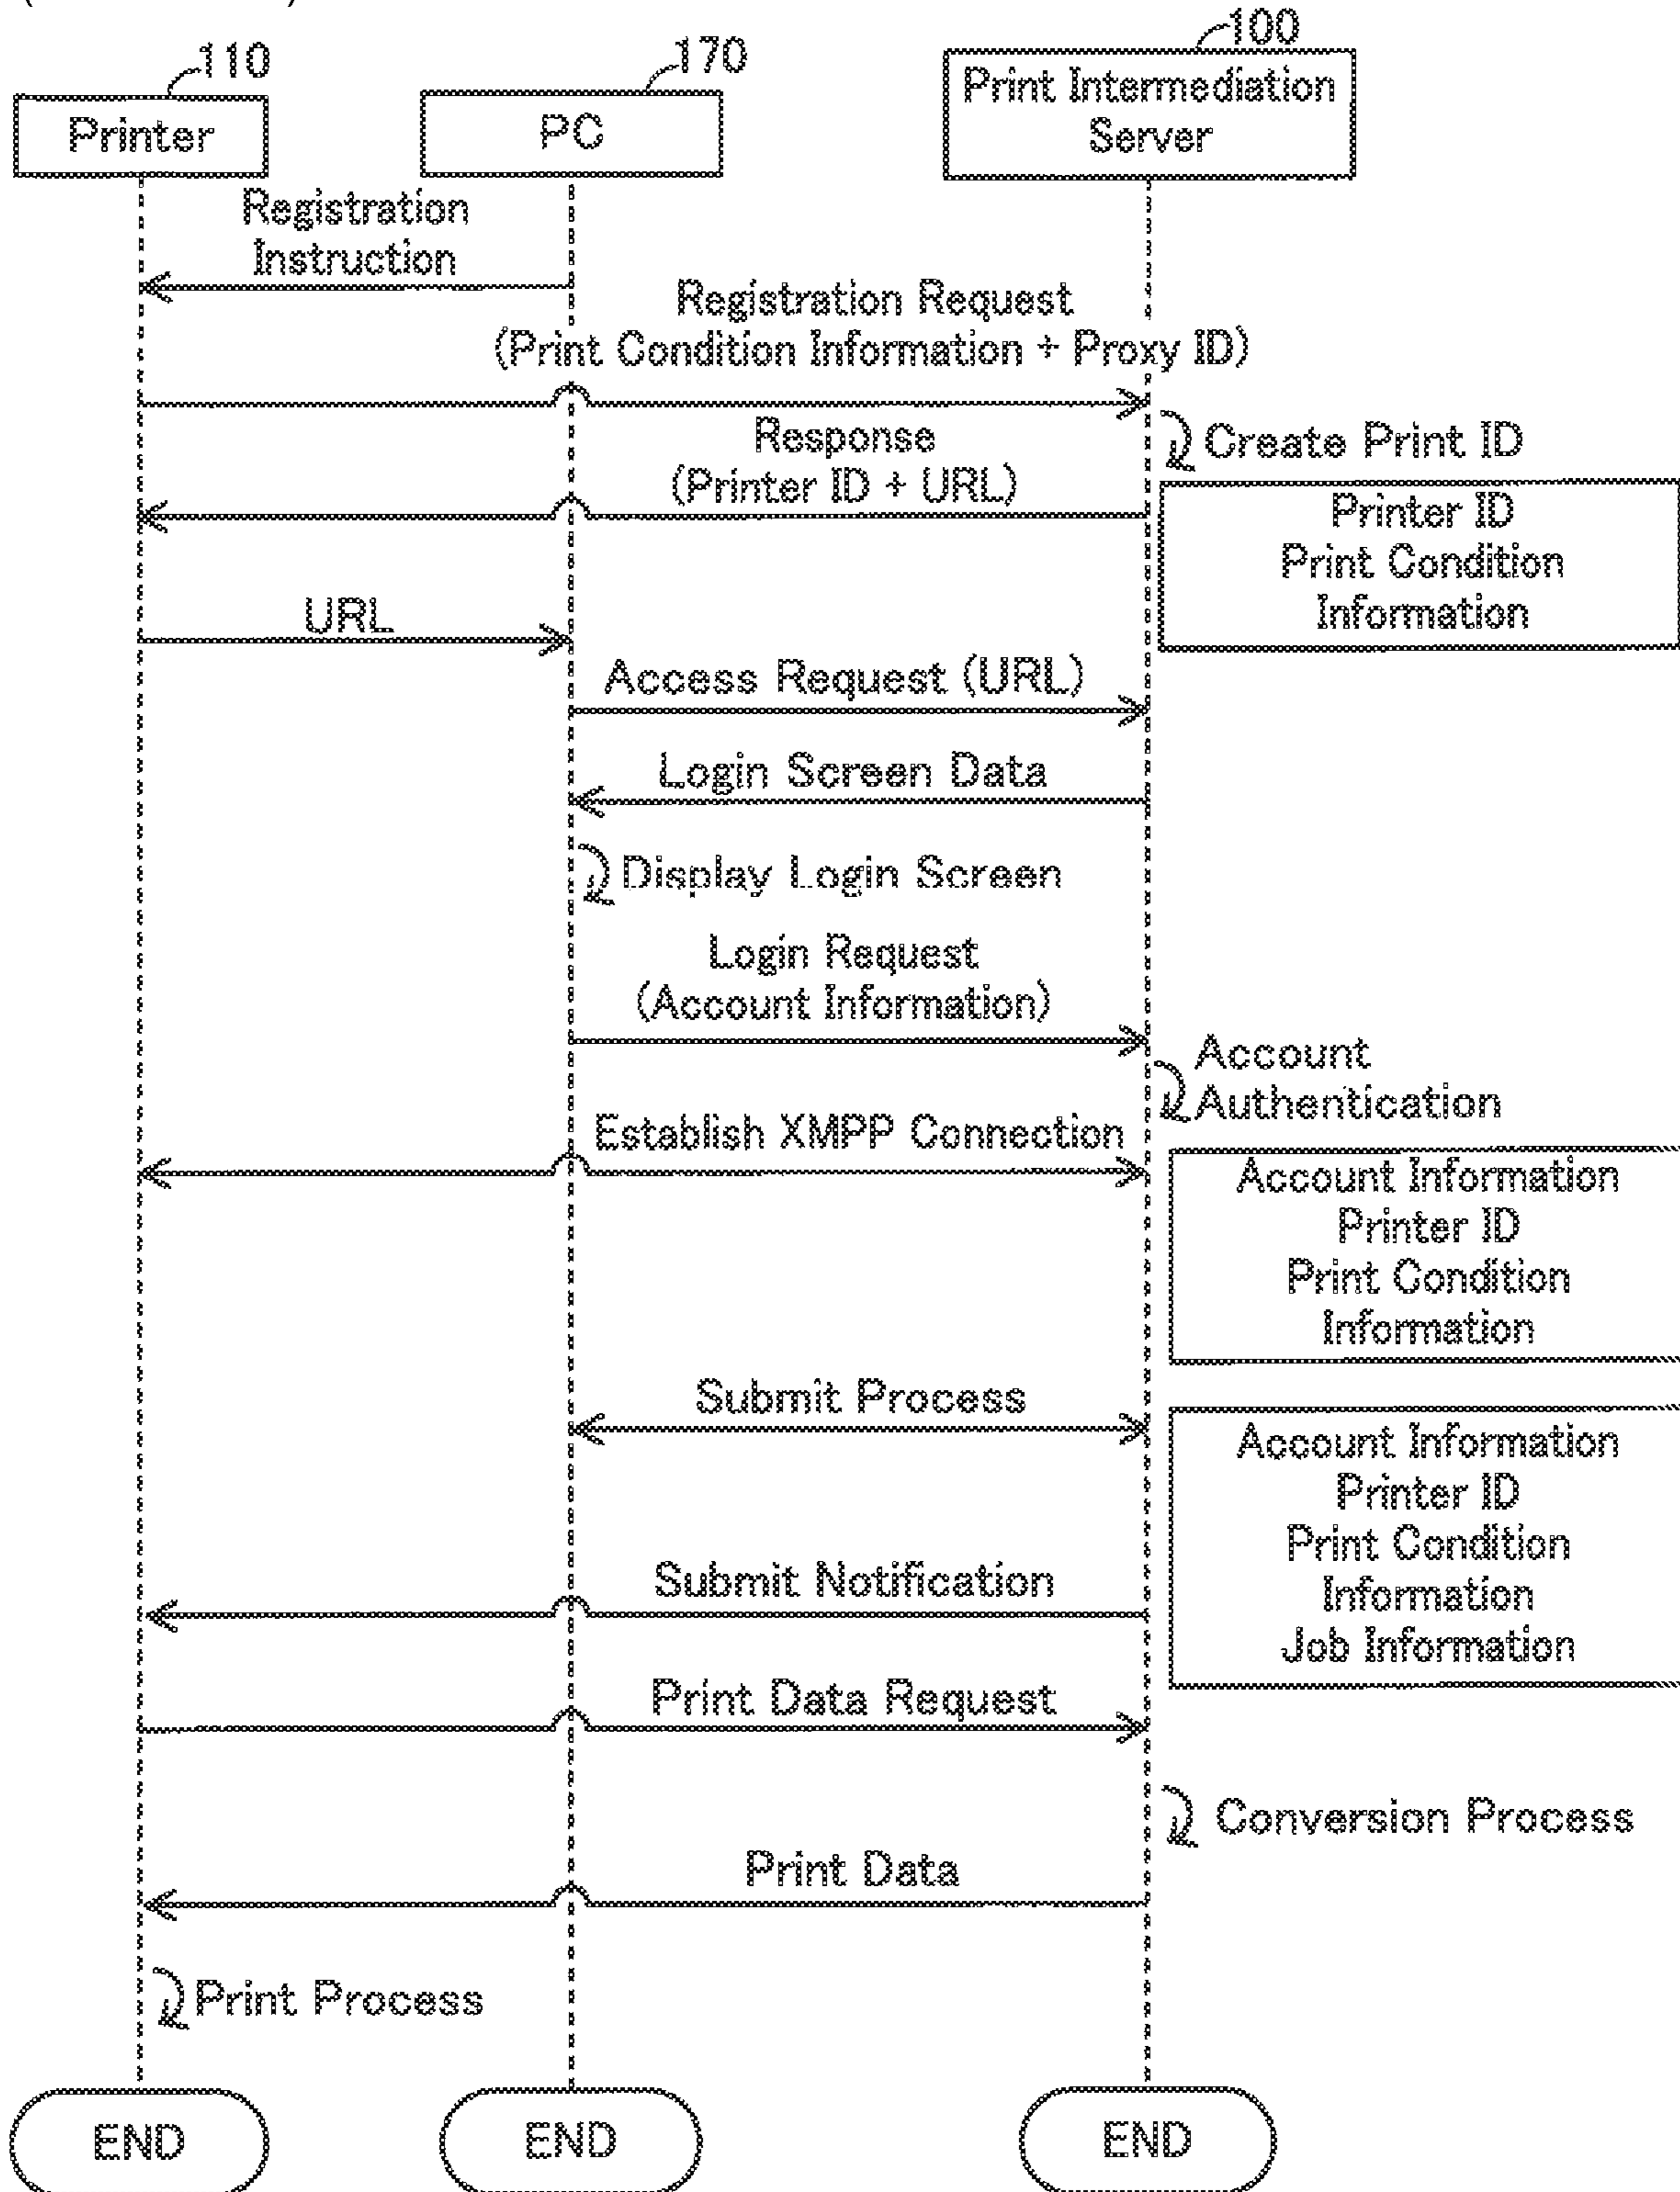 110
170
100
Printer
PC
Print Intermediation
Server
Registration
Instruction
Registration Request
(Print Condition Information + Proxy ID)
Create Print ID
Response
(Printer ID + URL)
Printer ID
Print Condition
Information
URL
Access Request (URL)
Login Screen Data
Display Login Screen
Login Request
(Account Information)
Account
Authentication
Establish XMPP Connection
Account Information
Printer ID
Print Condition
Information
Submit Process
Account Information
Printer ID
Print Condition
Information
Job Information
Submit Notification
Print Data Request
Conversion Process
Print Data
Print Process
END
END
END